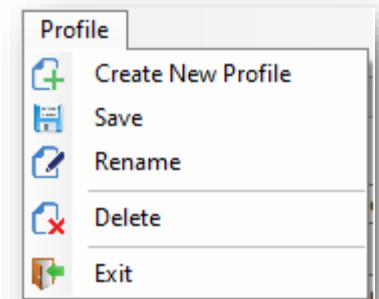 Profile
Create New Profile
Save
Rename
Delete
Exit